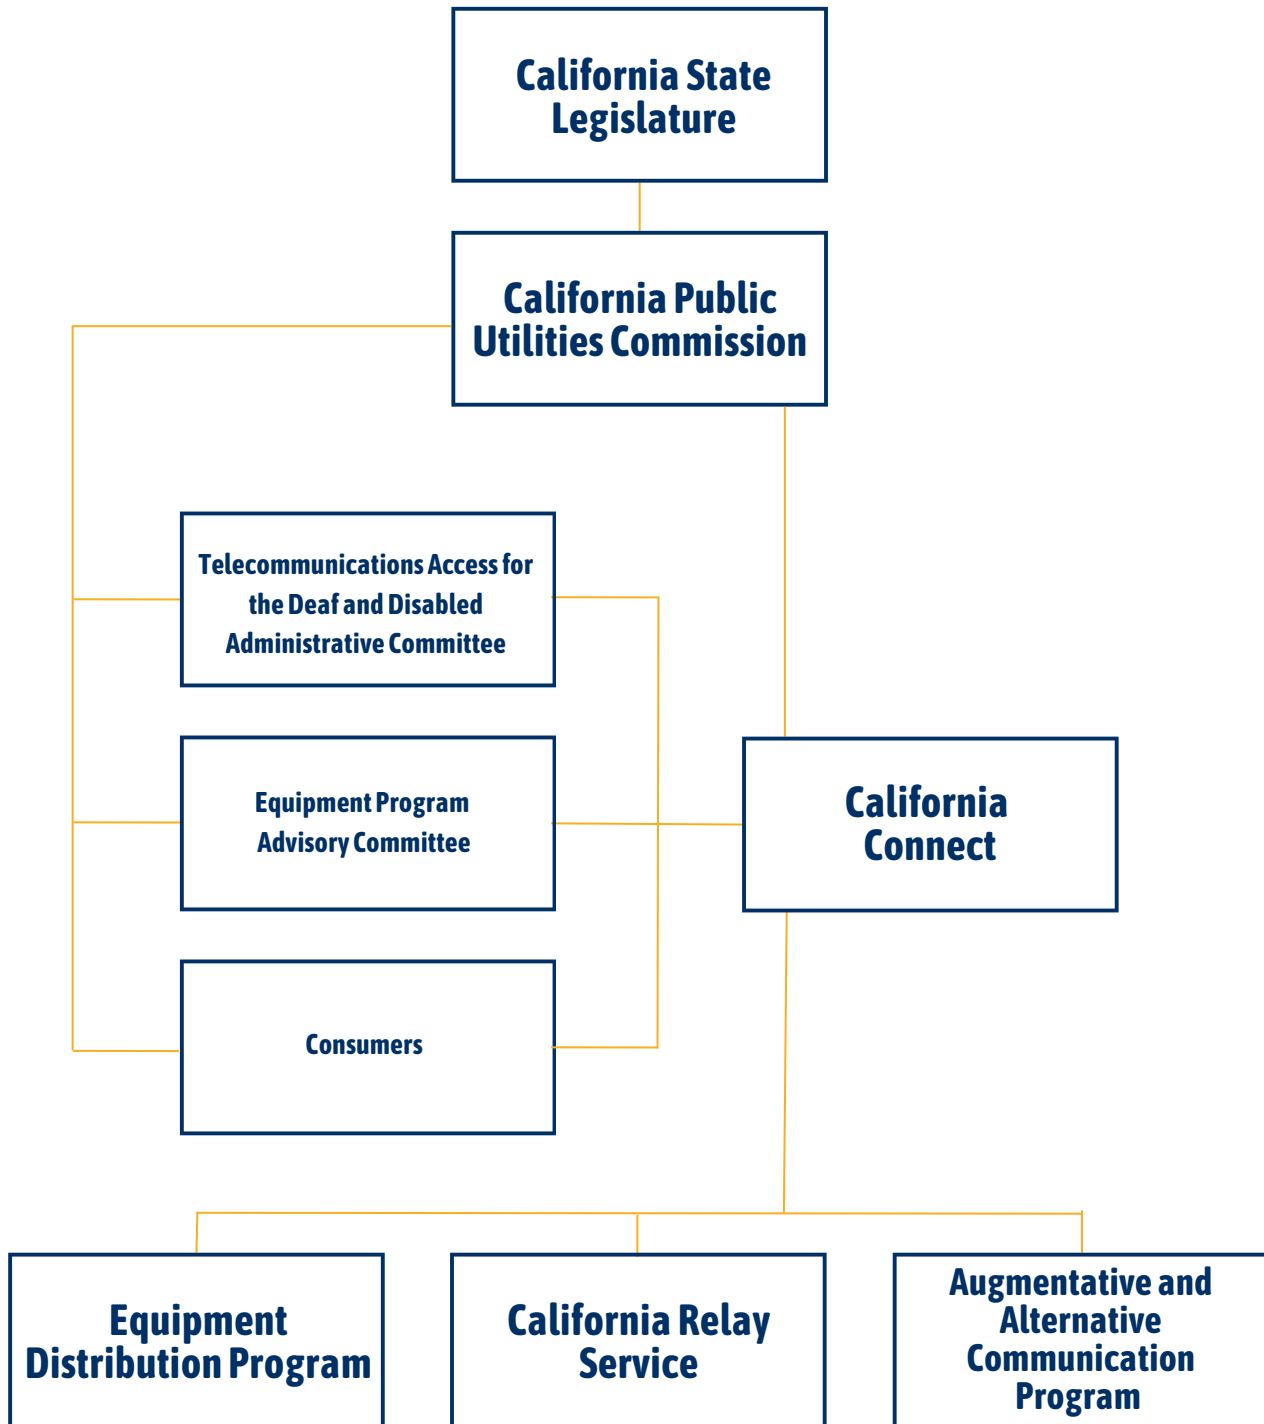 California State
Legislature
California Public
Utilities Commission
Telecommunications Access for
the Deaf and Disabled
Administrative Committee
Equipment Program
Advisory Committee
California
Connect
Consumers
Equipment
Distribution Program
California Relay
Service
Augmentative and
Alternative
Communication
Program